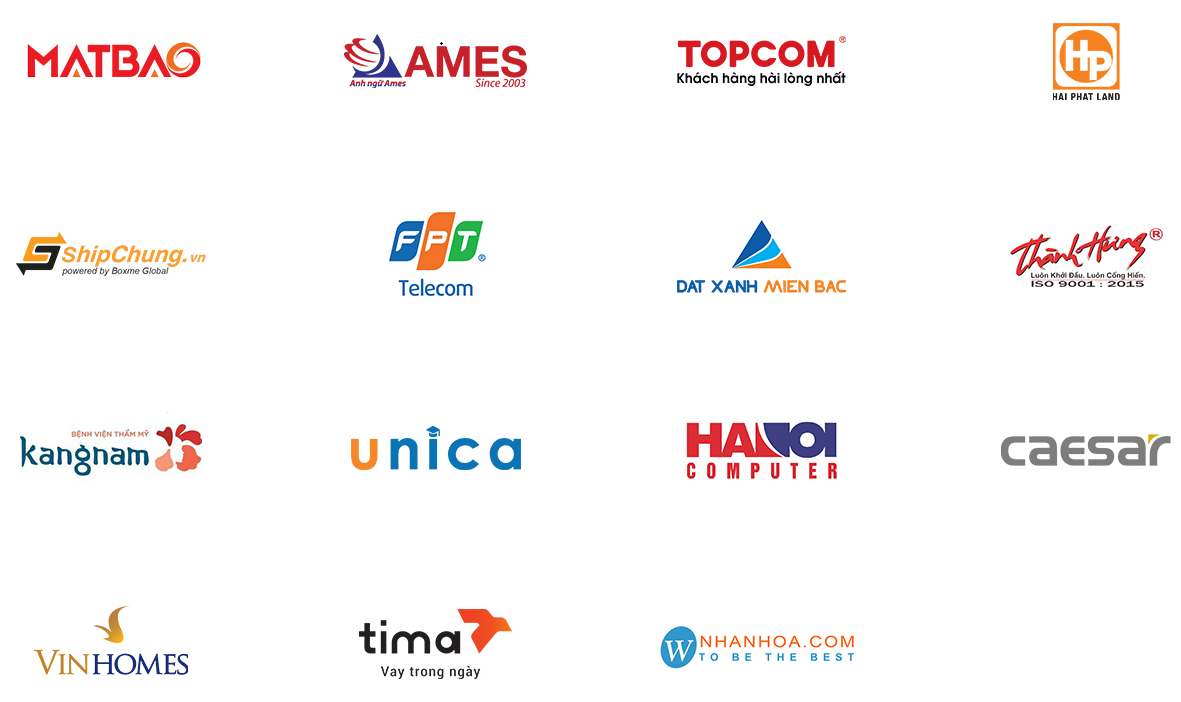 MATBAO
AMES
Anh ngữ Ames
Since 2003
TOPCOM®
Khách hàng hài lòng nhất
Hp
HAI PHAT LAND
ShipChung.vn
powered by Boxme Global
FPT®
Telecom
DAT XANH MIEN BAC
Thành Hưng®
Luôn Khởi Đầu. Luôn Cống Hiến.
ISO 9001 : 2015
BỆNH VIỆN THẨM MỸ
kangnam
unica
HANOI
COMPUTER
caesar
VINHOMES
tima
Vay trong ngày
W
NHANHOA.COM
TO BE THE BEST